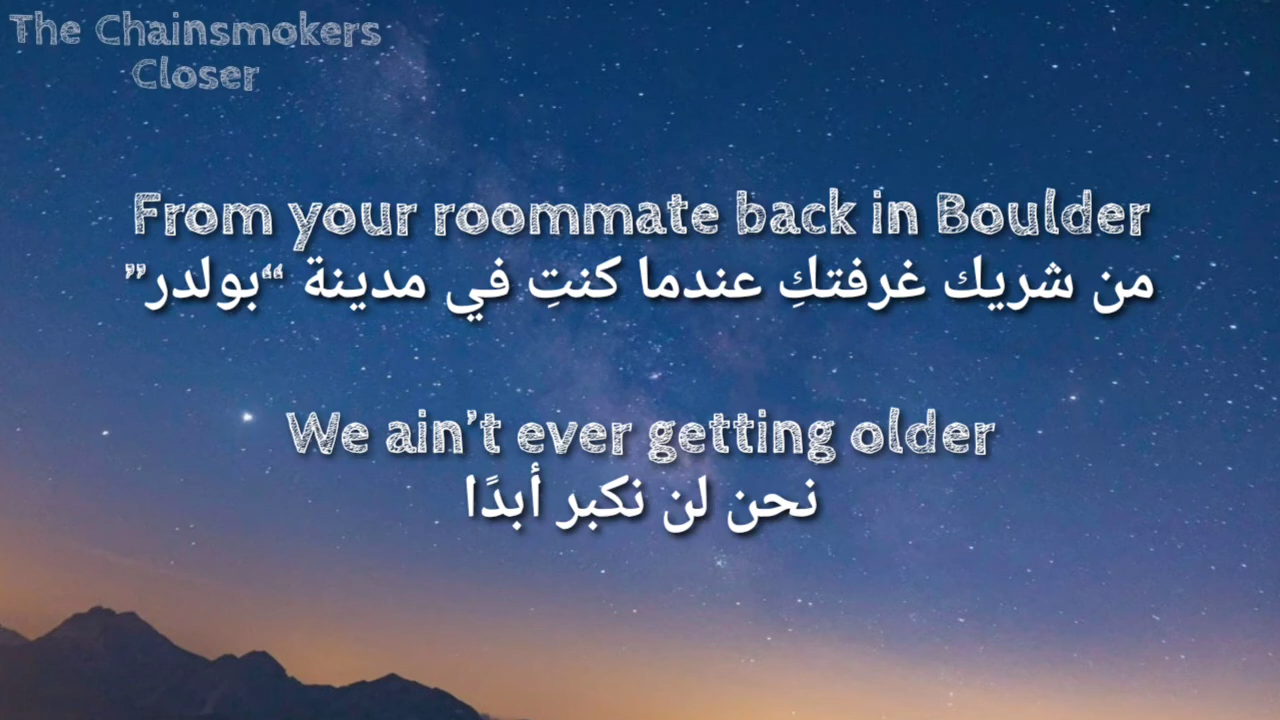 The Chainsmokers
Closer
From your roommate back in Boulder
من شريك غرفتكِ عندما كنتِ في مدينة “بولدر”
We ain’t ever getting older
نحن لن نكبر أبدًا